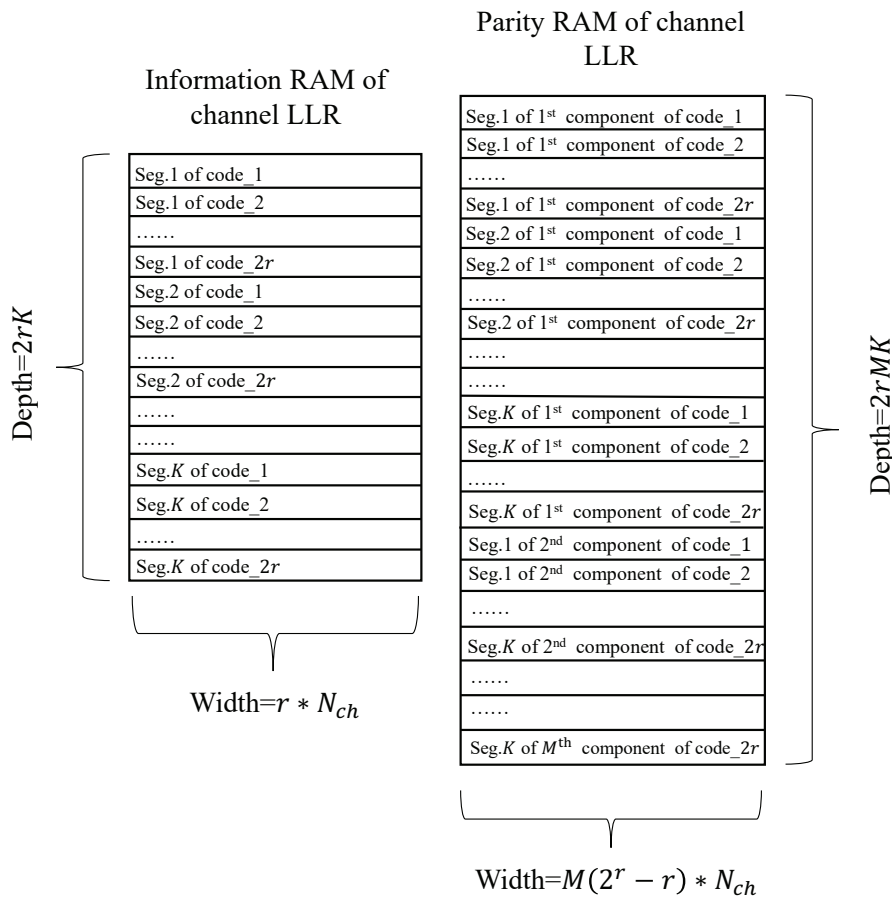 Information RAM of
channel LLR
Depth=2rK
Seg.1 of code_1
Seg.1 of code_2
......
Seg.1 of code_2r
Seg.2 of code_1
Seg.2 of code_2
......
Seg.2 of code_2r
......
......
Seg.K of code_1
Seg.K of code_2
......
Seg.K of code_2r
Width=r * N_{ch}
Parity RAM of channel
LLR
Seg.1 of 1st component of code_1
Seg.1 of 1st component of code_2
......
Seg.1 of 1st component of code_2r
Seg.2 of 1st component of code_1
Seg.2 of 1st component of code_2
......
Seg.2 of 1st component of code_2r
......
......
Seg.K of 1st component of code_1
Seg.K of 1st component of code_2
......
Seg.K of 1st component of code_2r
Seg.1 of 2nd component of code_1
Seg.1 of 2nd component of code_2
......
Seg.K of 2nd component of code_2r
......
......
Seg.K of Mth component of code_2r
Depth=2rMK
Width=M(2^r − r) * N_{ch}